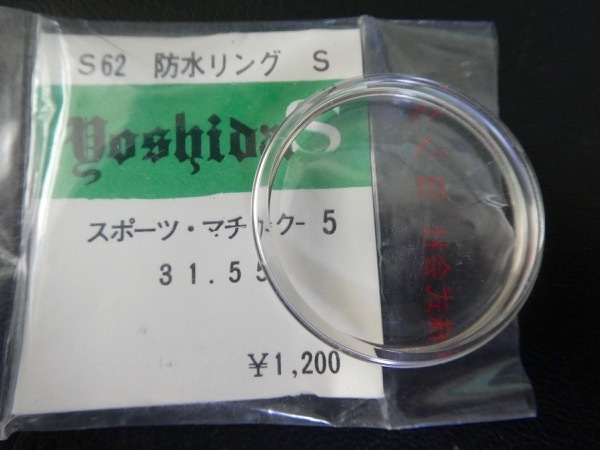 S62 防水リング S
Yoshida S
スポーツ・マチック-5
31.55
¥1,200